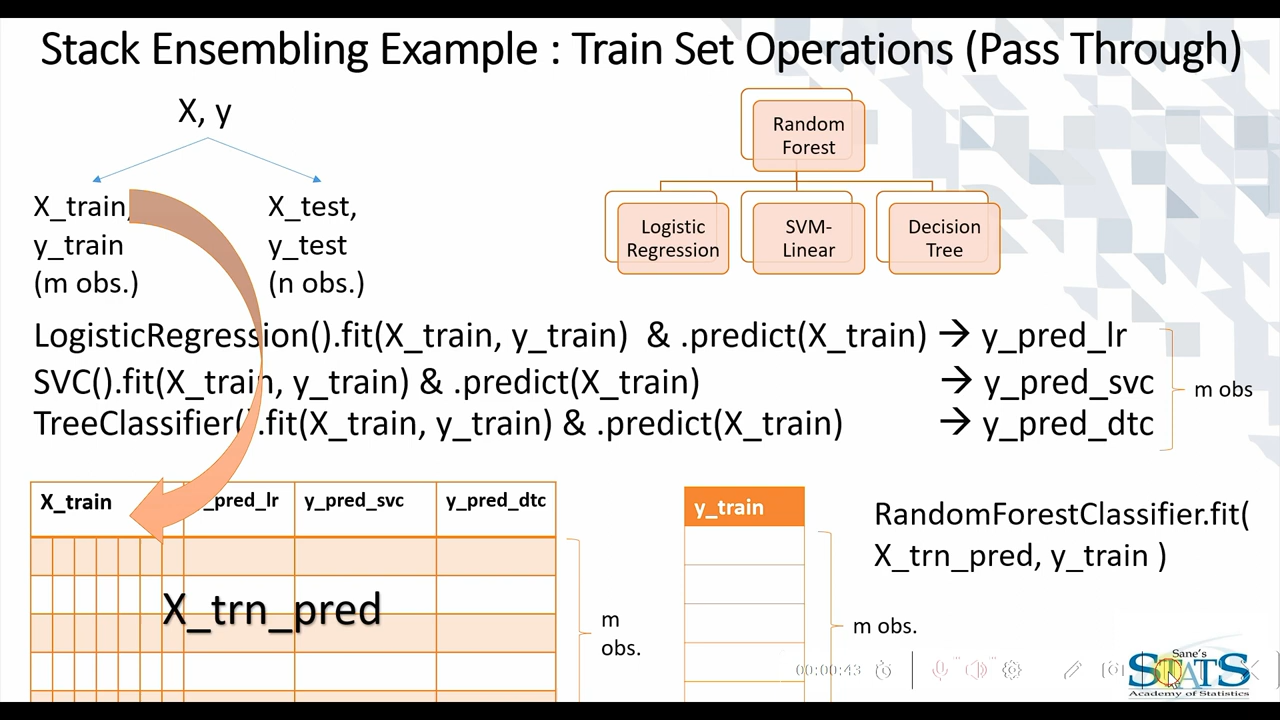 Stack Ensembling Example : Train Set Operations (Pass Through)
X, y
X_train,
y_train
(m obs.)
X_test,
y_test
(n obs.)
Random
Forest
Logistic
Regression
SVM-
Linear
Decision
Tree
LogisticRegression().fit(X_train, y_train) & .predict(X_train) → y_pred_lr
SVC().fit(X_train, y_train) & .predict(X_train) → y_pred_svc
TreeClassifier().fit(X_train, y_train) & .predict(X_train) → y_pred_dtc
m obs
X_train _pred_lr y_pred_svc y_pred_dtc
X_trn_pred
m
obs.
y_train
m obs.
RandomForestClassifier.fit(
X_trn_pred, y_train )
00:00:43
Sane's
STATS
Academy of Statistics